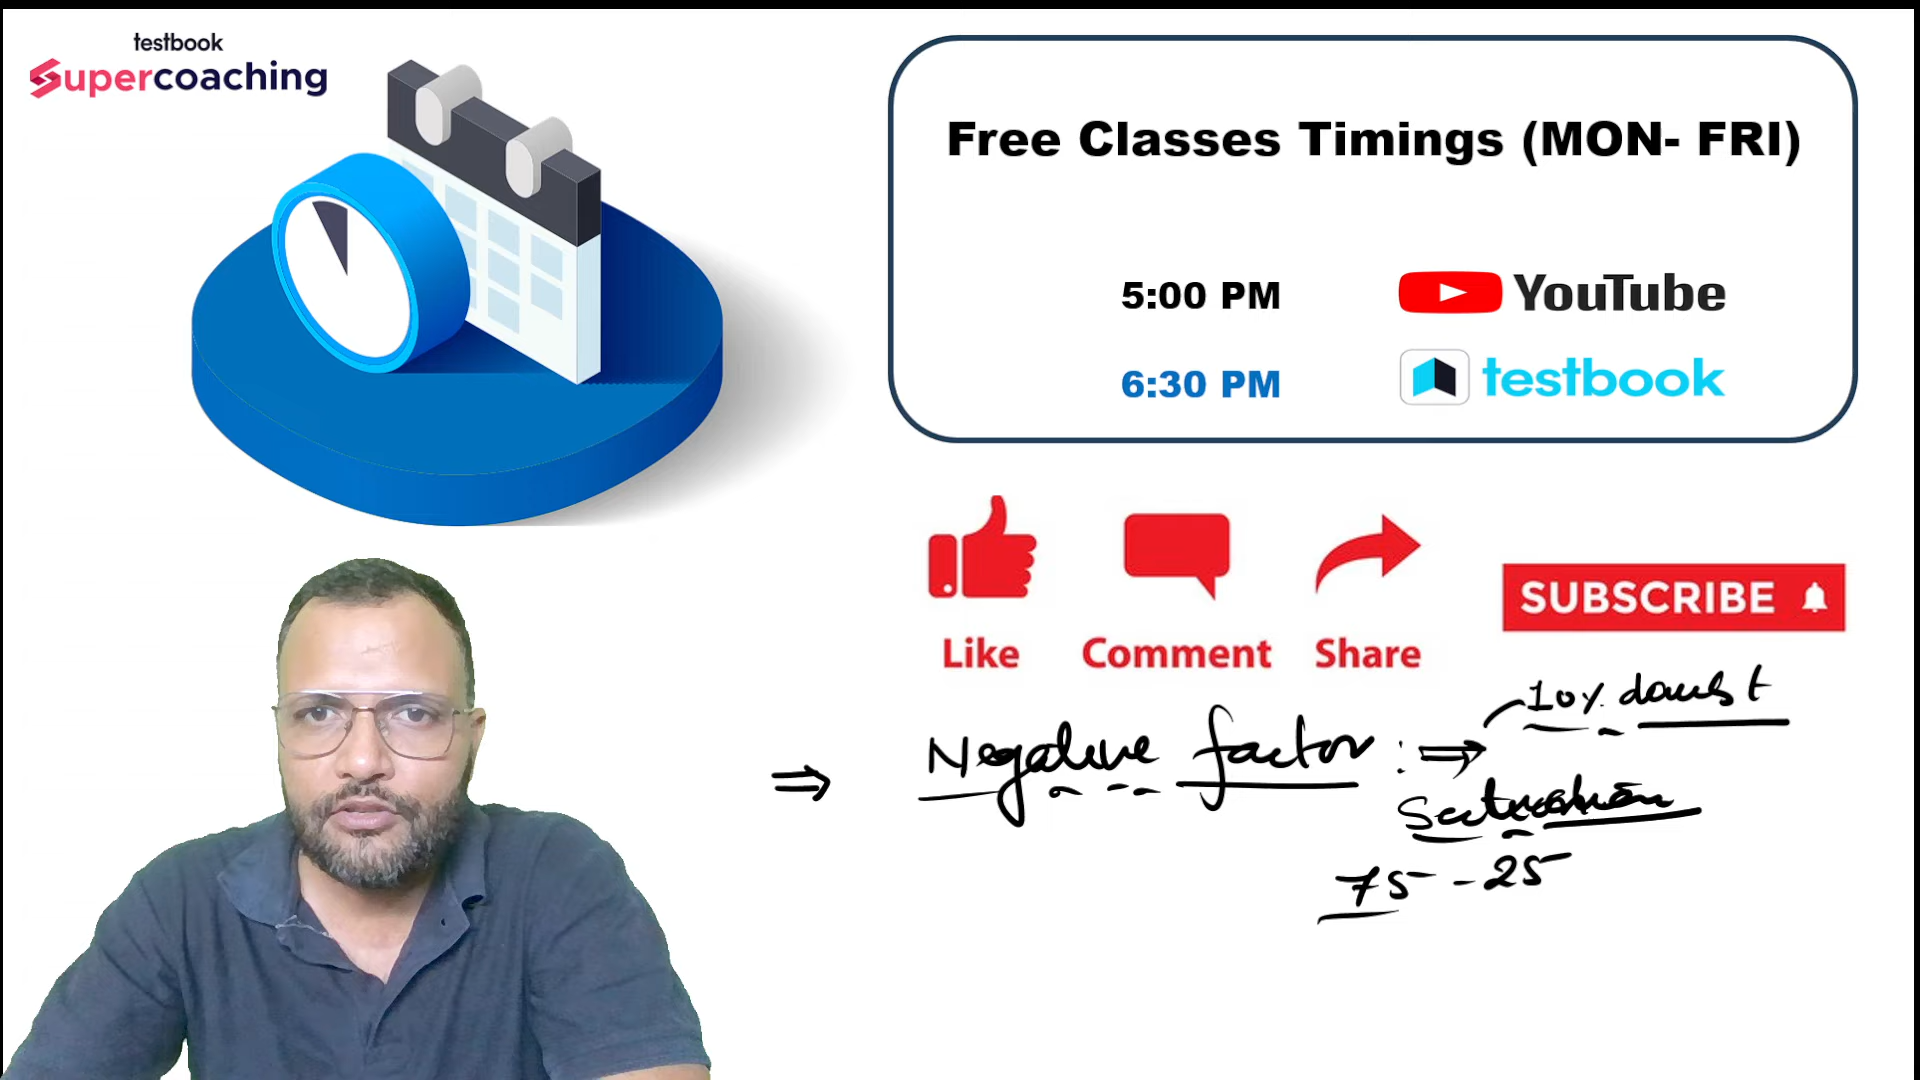 testbook
Supercoaching
Free Classes Timings (MON- FRI)
5:00 PM YouTube
6:30 PM testbook
Like Comment Share
SUBSCRIBE
10%. doubt
⇒ Negative factor : ⇒
75 - 25